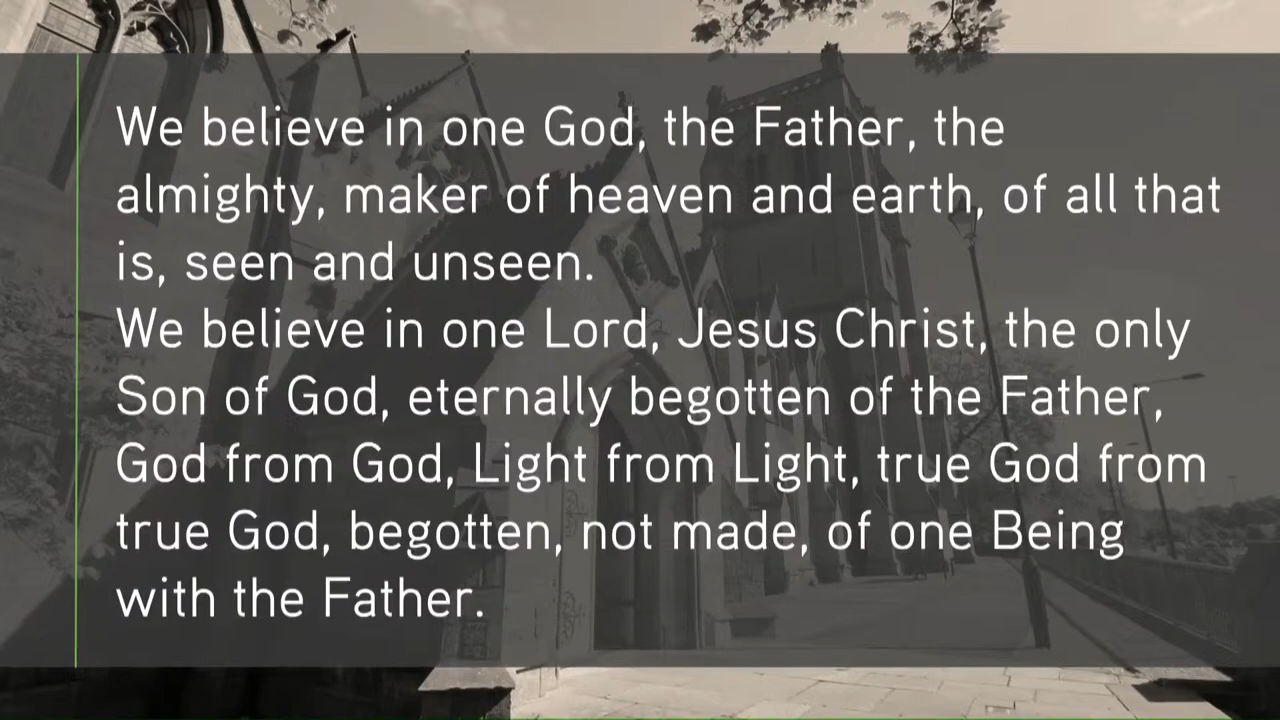 We believe in one God, the Father, the
almighty, maker of heaven and earth, of all that
is, seen and unseen.
We believe in one Lord, Jesus Christ, the only
Son of God, eternally begotten of the Father,
God from God, Light from Light, true God from
true God, begotten, not made, of one Being
with the Father.